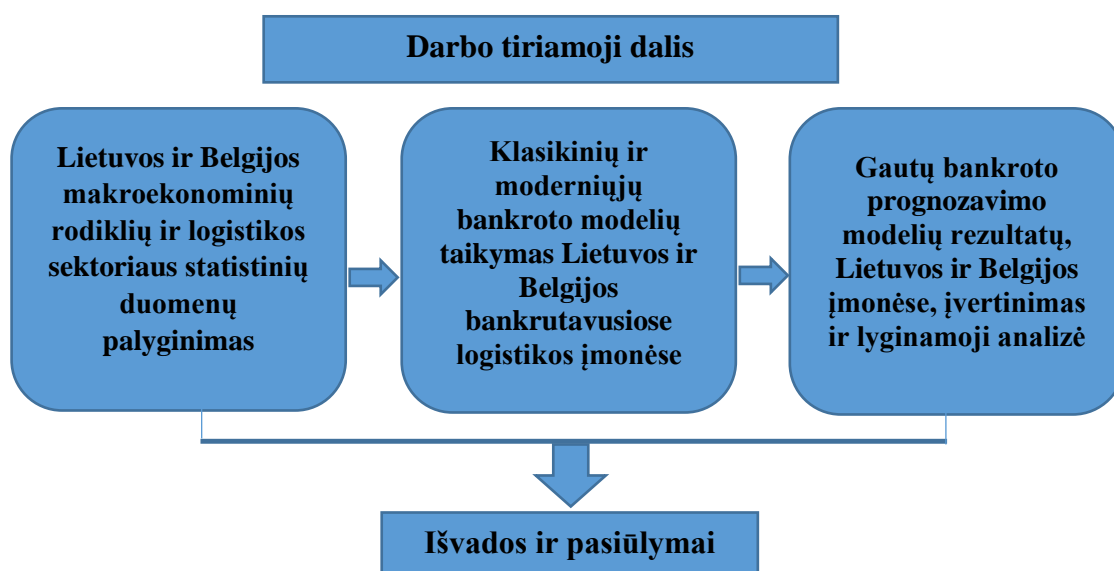 Darbo tiriamoji dalis
Lietuvos ir Belgijos
makroekonominių
rodiklių ir logistikos
sektoriaus statistinių
duomenų
palyginimas
Klasikinių ir
moderniųjų
bankroto modelių
taikymas Lietuvos ir
Belgijos
bankrutavusiose
logistikos įmonėse
Gautų bankroto
prognozavimo
modelių rezultatų,
Lietuvos ir Belgijos
įmonėse, įvertinimas
ir lyginamoji analizė
Išvados ir pasiūlymai